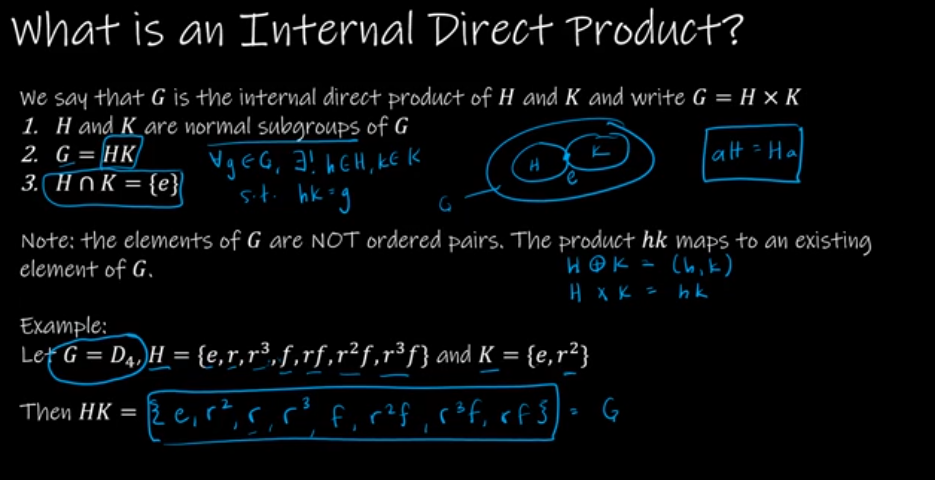 What is an Internal Direct Product?
We say that G is the internal direct product of H and K and write G = H × K
1. H and K are normal subgroups of G
2. G = HK
3. H ∩ K = {e}
∀g ∈ G, ∃! h ∈ H, k ∈ K
s.t. hk = g
H
K
e
G
aH = Ha
Note: the elements of G are NOT ordered pairs. The product hk maps to an existing
element of G.
H ⊕ K = (h, k)
H × K = hk
Example:
Let G = D₄, H = {e, r, r³, f, rf, r²f, r³f} and K = {e, r²}
Then HK = {e, r², r, r³, f, r²f, r³f, rf} = G